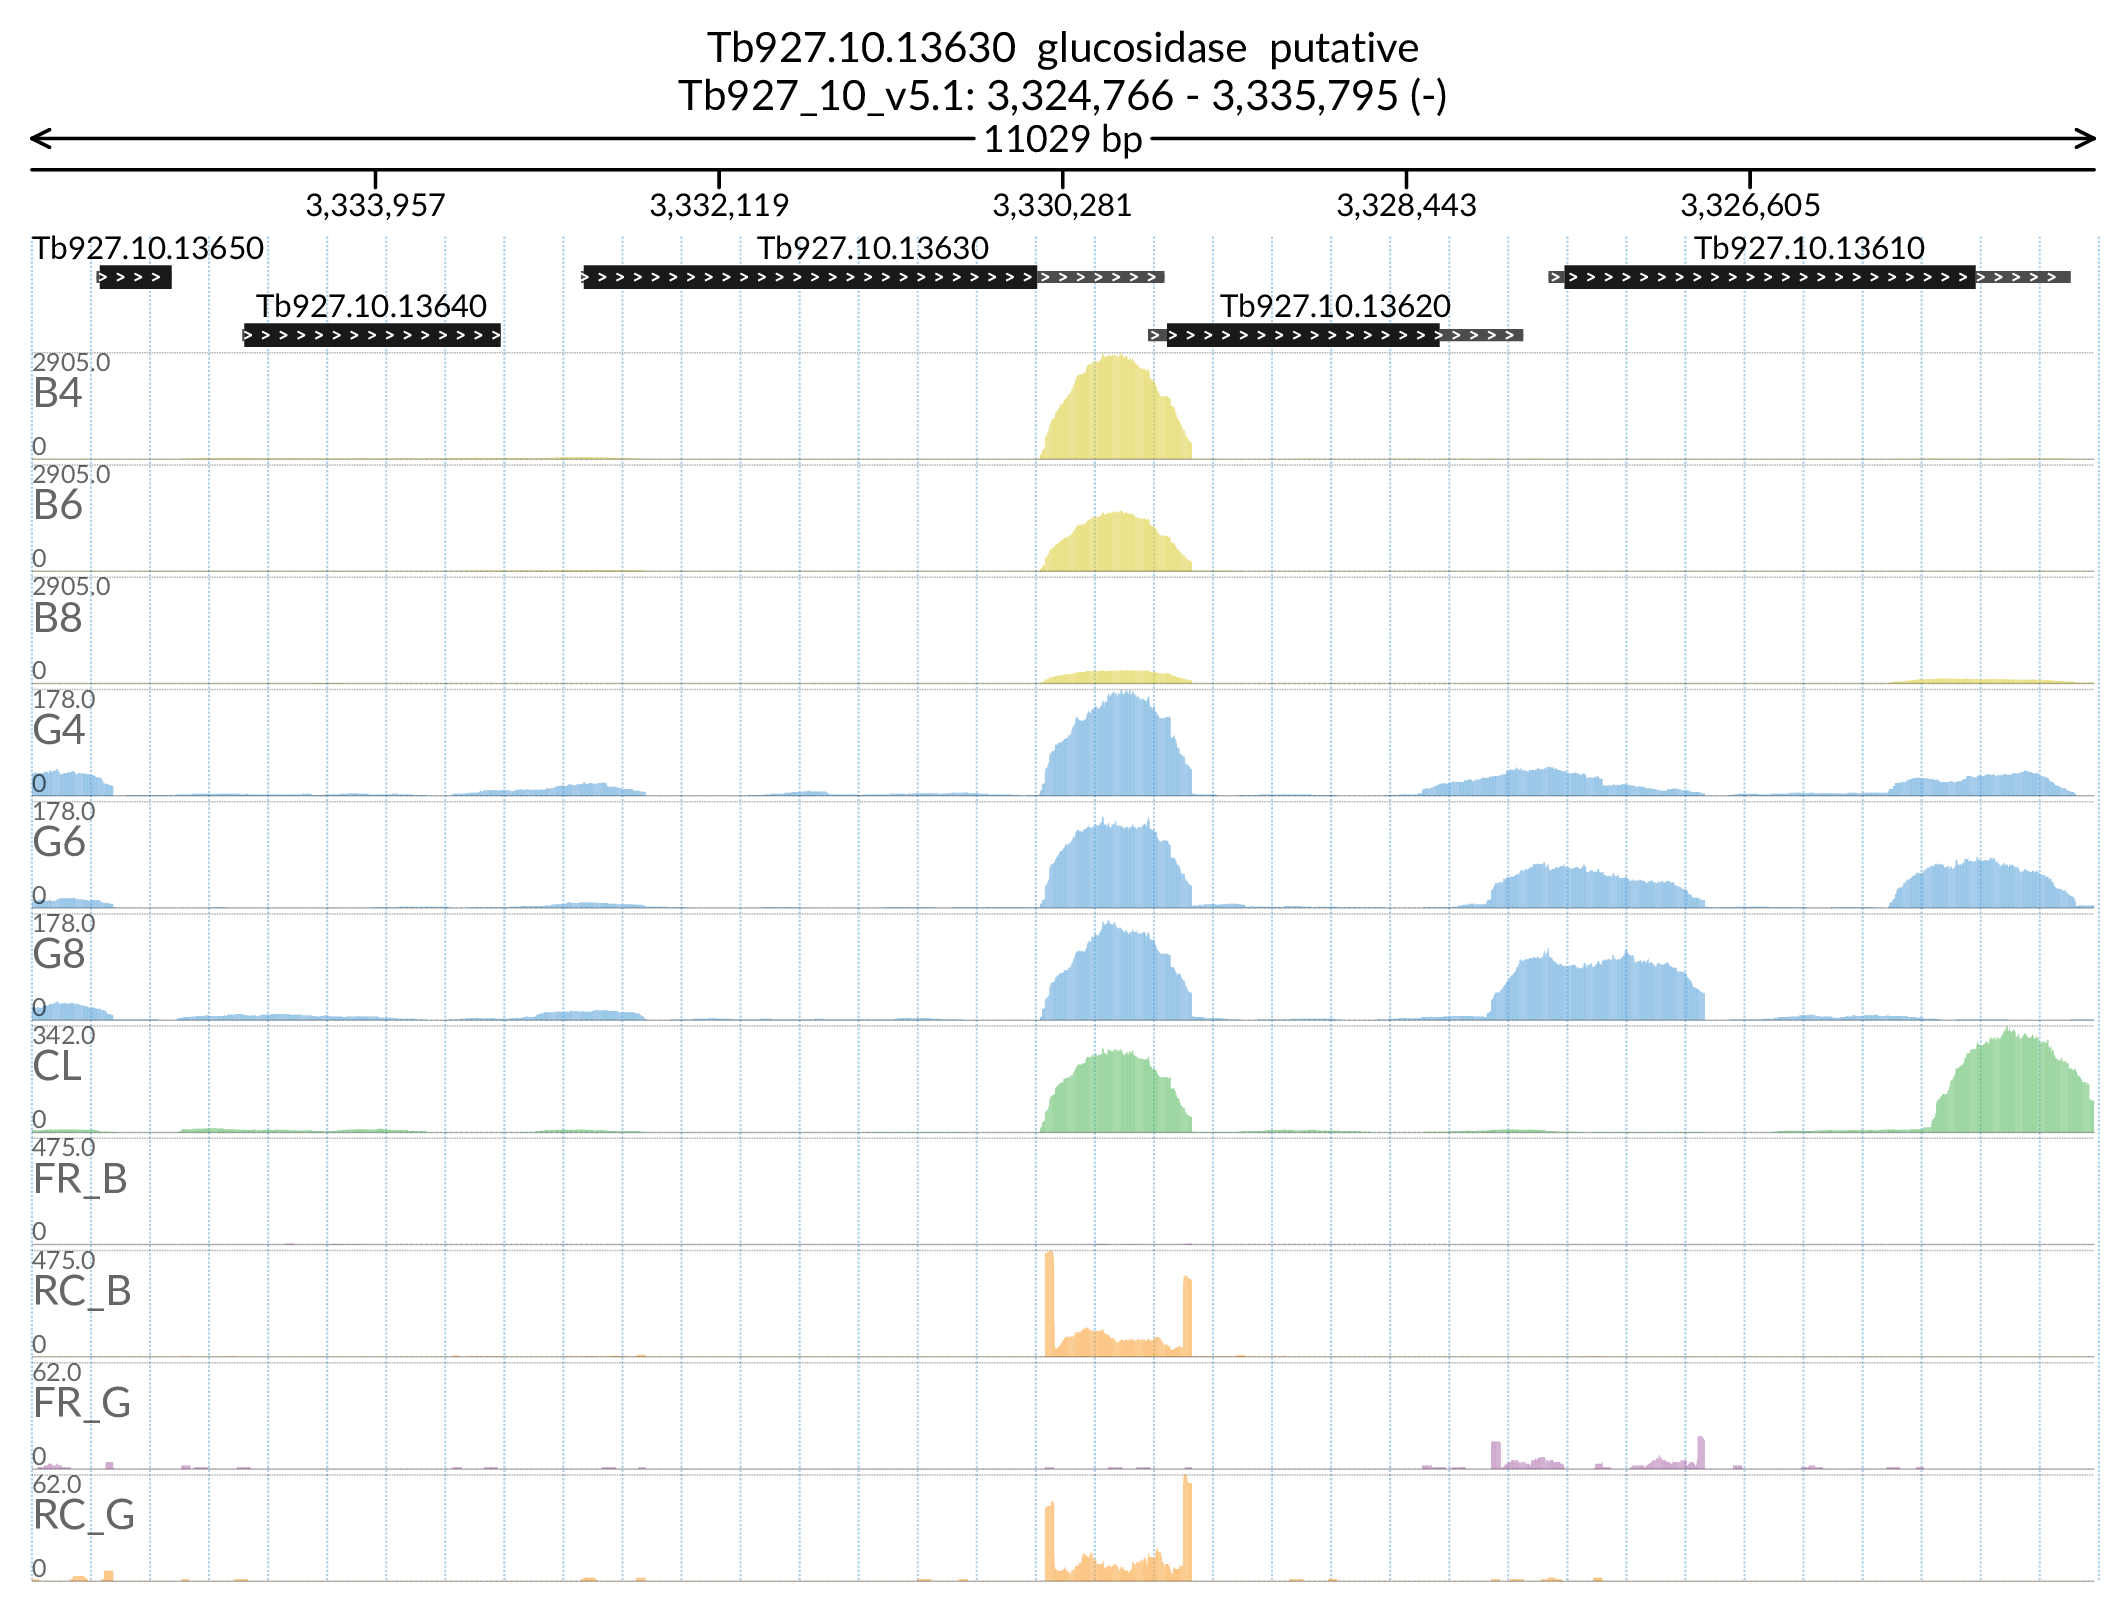 Tb927.10.13630 glucosidase putative
Tb927_10_v5.1: 3,324,766 - 3,335,795 (-)
11029 bp
3,333,957 3,332,119 3,330,281 3,328,443 3,326,605
Tb927.10.13650 Tb927.10.13630 Tb927.10.13610
Tb927.10.13640 Tb927.10.13620
2905.0
B4
0
2905.0
B6
0
2905.0
B8
0
178.0
G4
0
178.0
G6
0
178.0
G8
0
342.0
CL
0
475.0
FR_B
0
475.0
RC_B
0
62.0
FR_G
0
62.0
RC_G
0